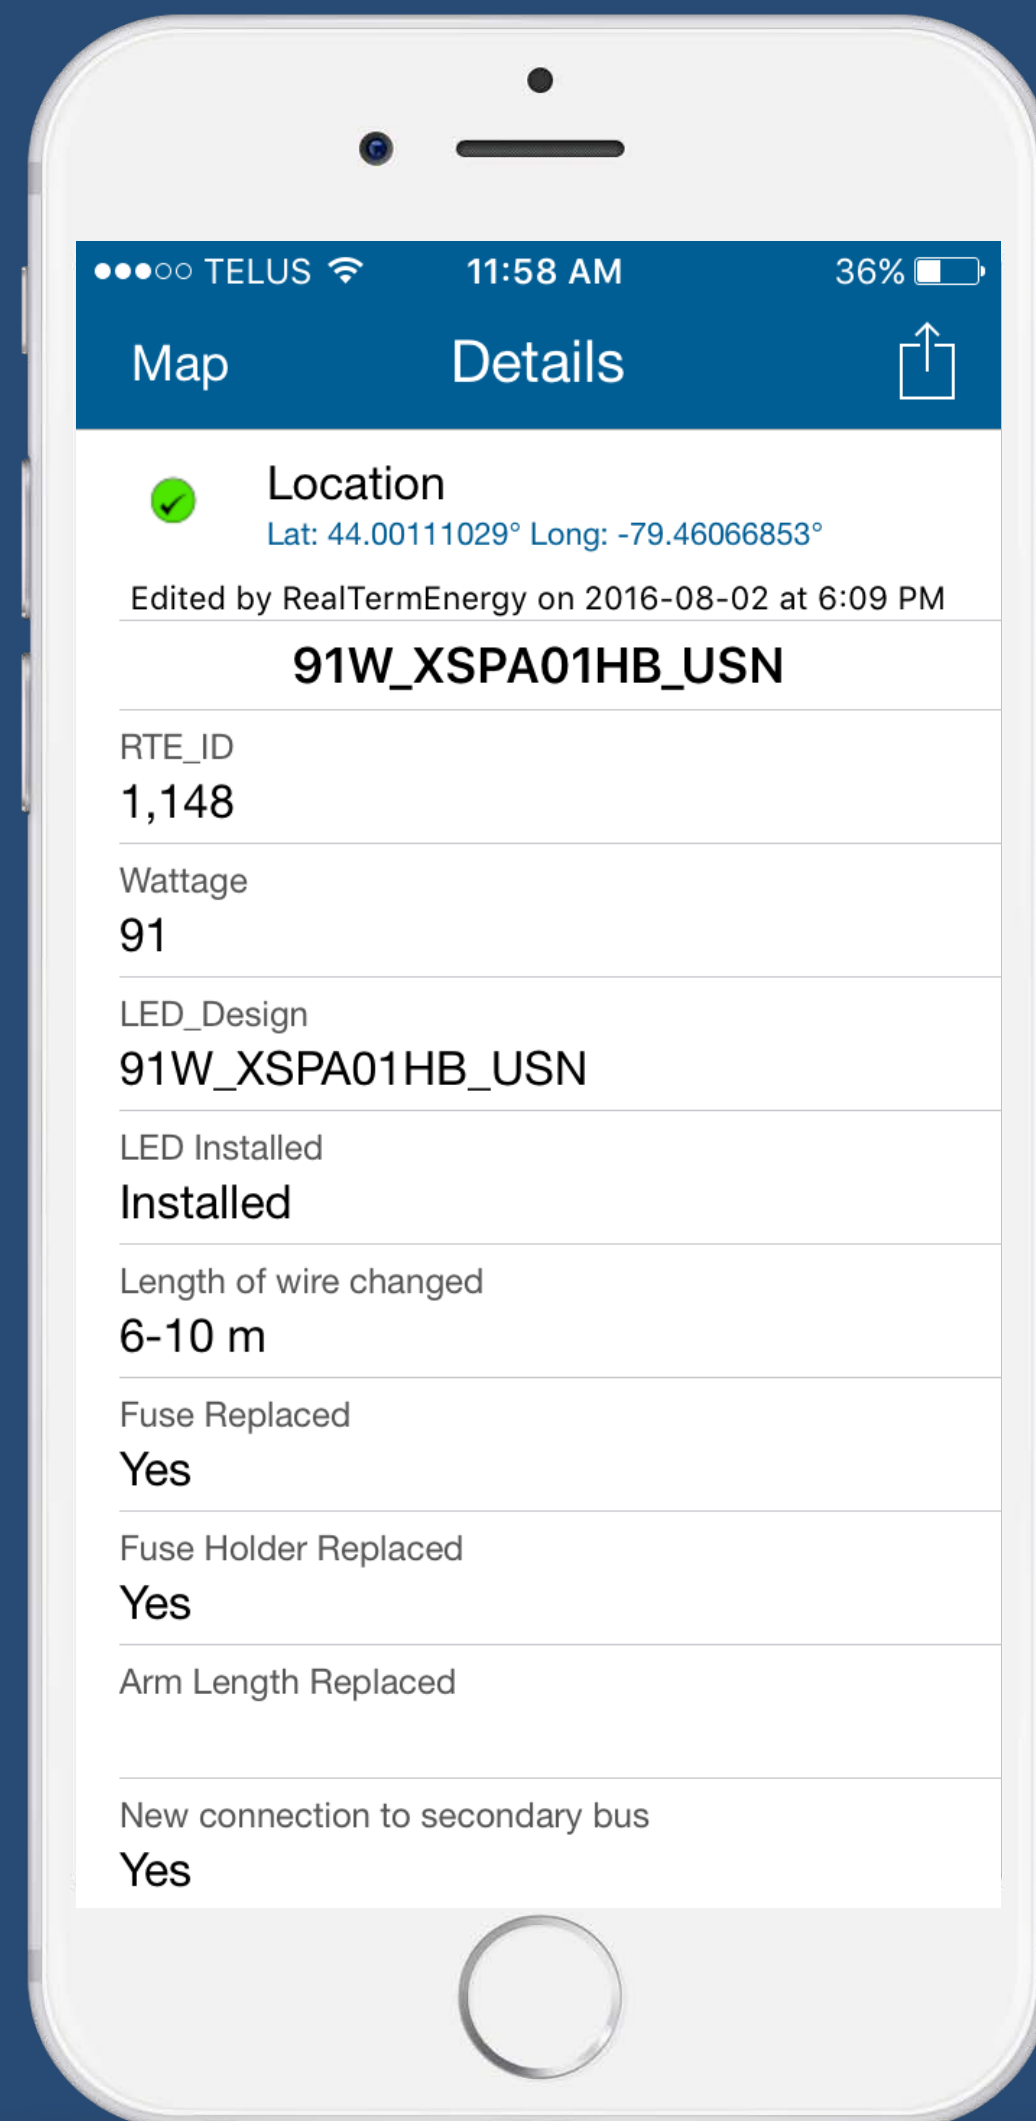 TELUS 11:58 AM 36%
Map Details
Location
Lat: 44.00111029° Long: -79.46066853°
Edited by RealTermEnergy on 2016-08-02 at 6:09 PM
91W_XSPA01HB_USN
RTE_ID
1,148
Wattage
91
LED_Design
91W_XSPA01HB_USN
LED Installed
Installed
Length of wire changed
6-10 m
Fuse Replaced
Yes
Fuse Holder Replaced
Yes
Arm Length Replaced
New connection to secondary bus
Yes